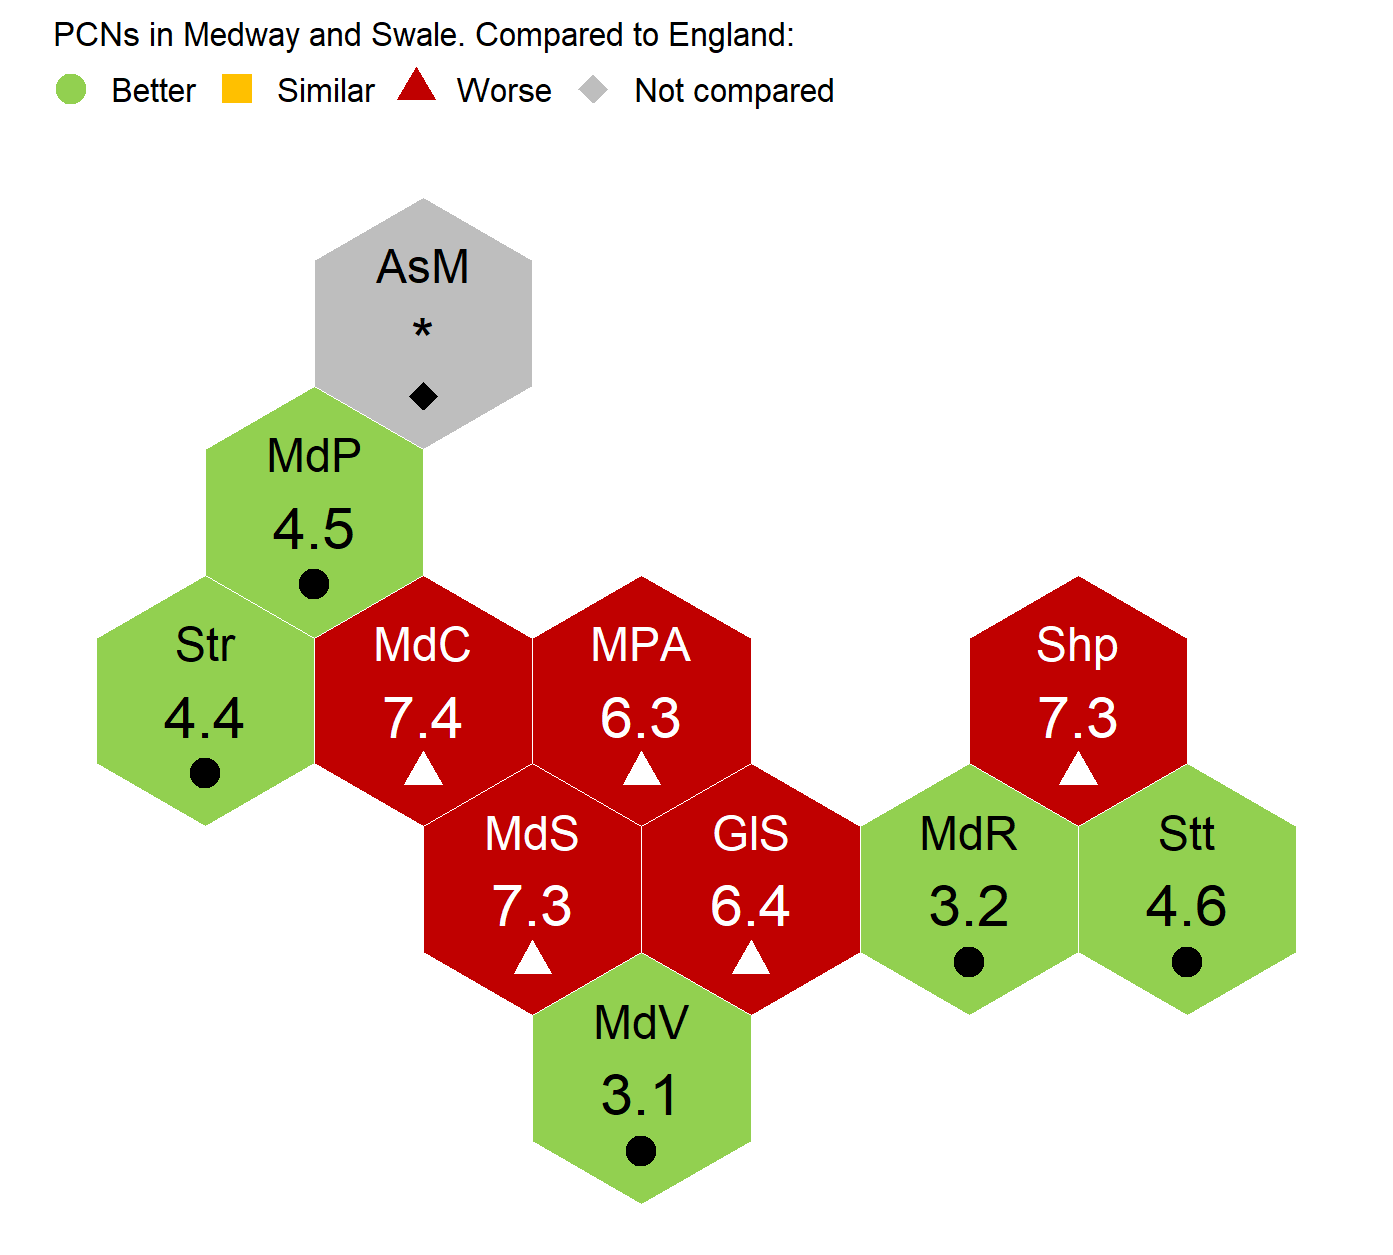 PCNs in Medway and Swale. Compared to England:
Better Similar Worse Not compared
AsM
*
MdP
4.5
Str
4.4
MdC
7.4
MPA
6.3
Shp
7.3
MdS
7.3
GlS
6.4
MdR
3.2
Stt
4.6
MdV
3.1